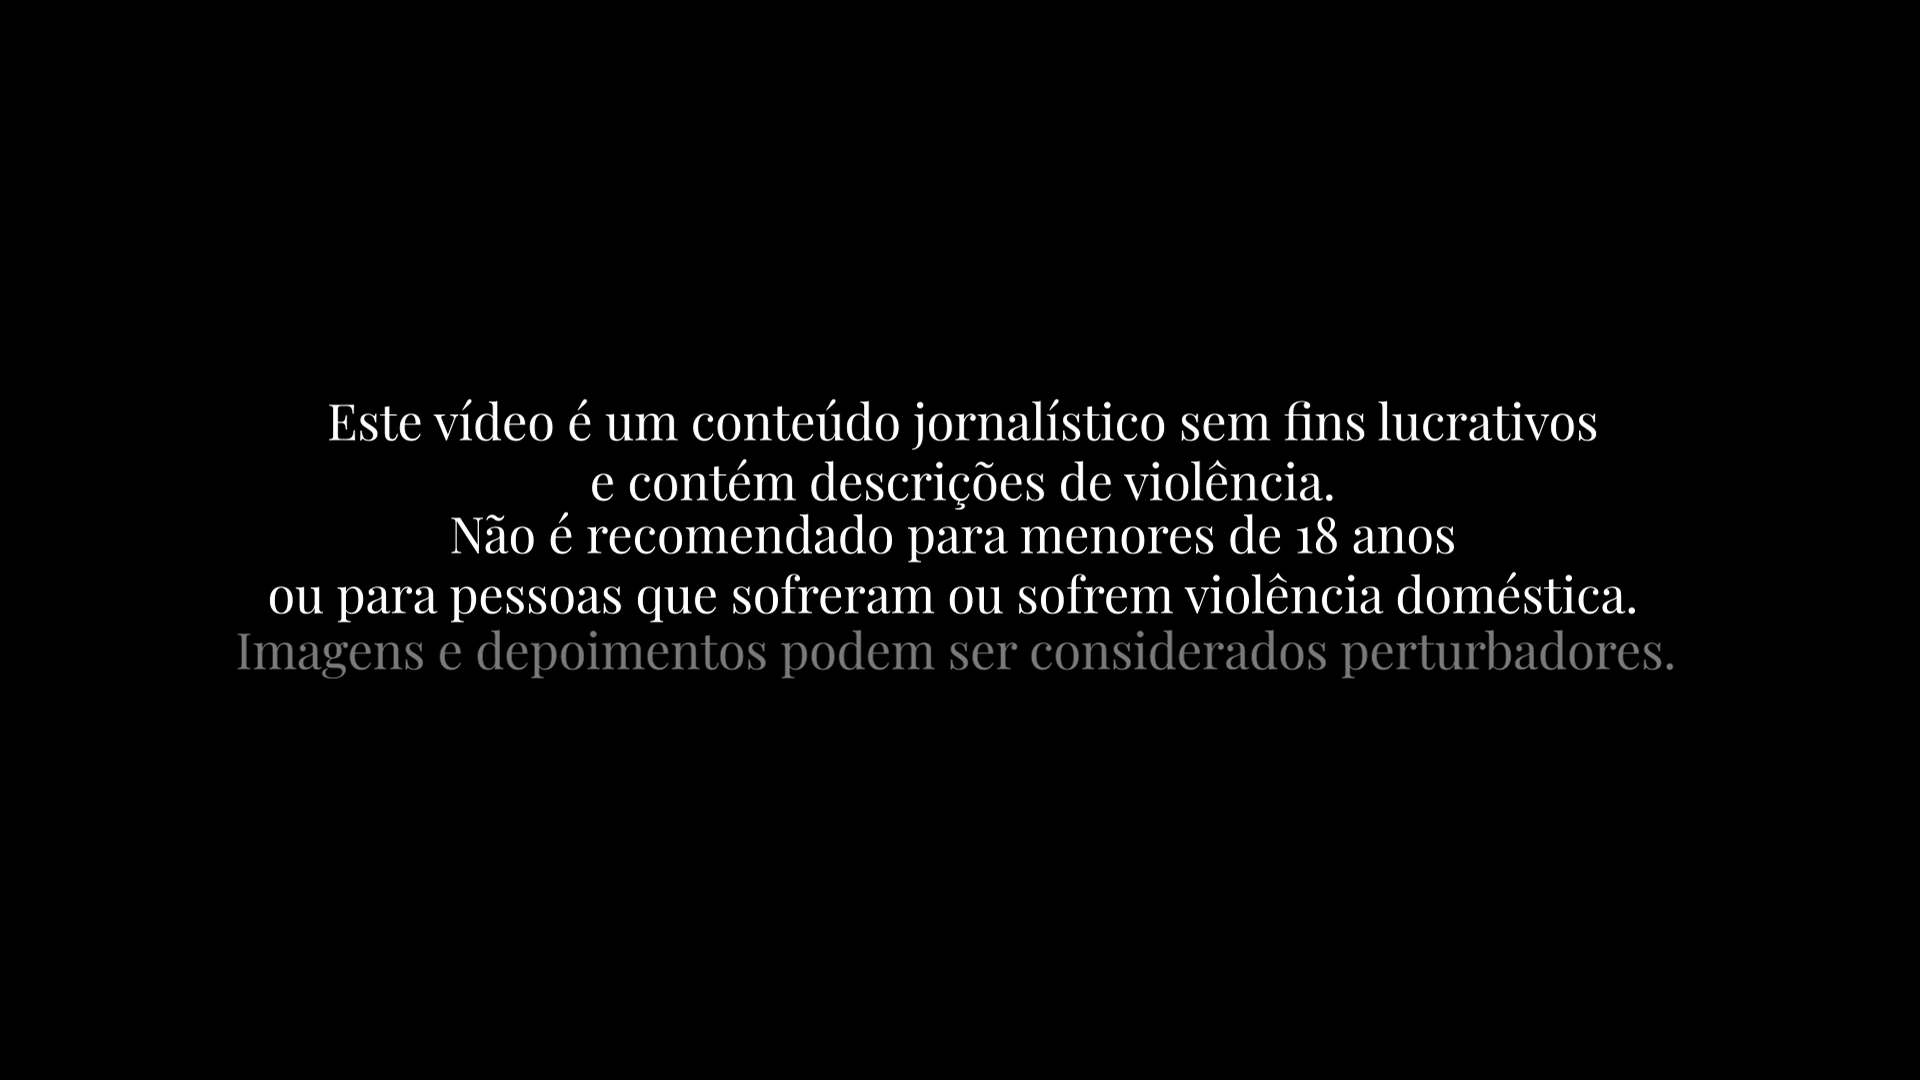 Este vídeo é um conteúdo jornalístico sem fins lucrativos
e contém descrições de violência.
Não é recomendado para menores de 18 anos
ou para pessoas que sofreram ou sofrem violência doméstica.
Imagens e depoimentos podem ser considerados perturbadores.